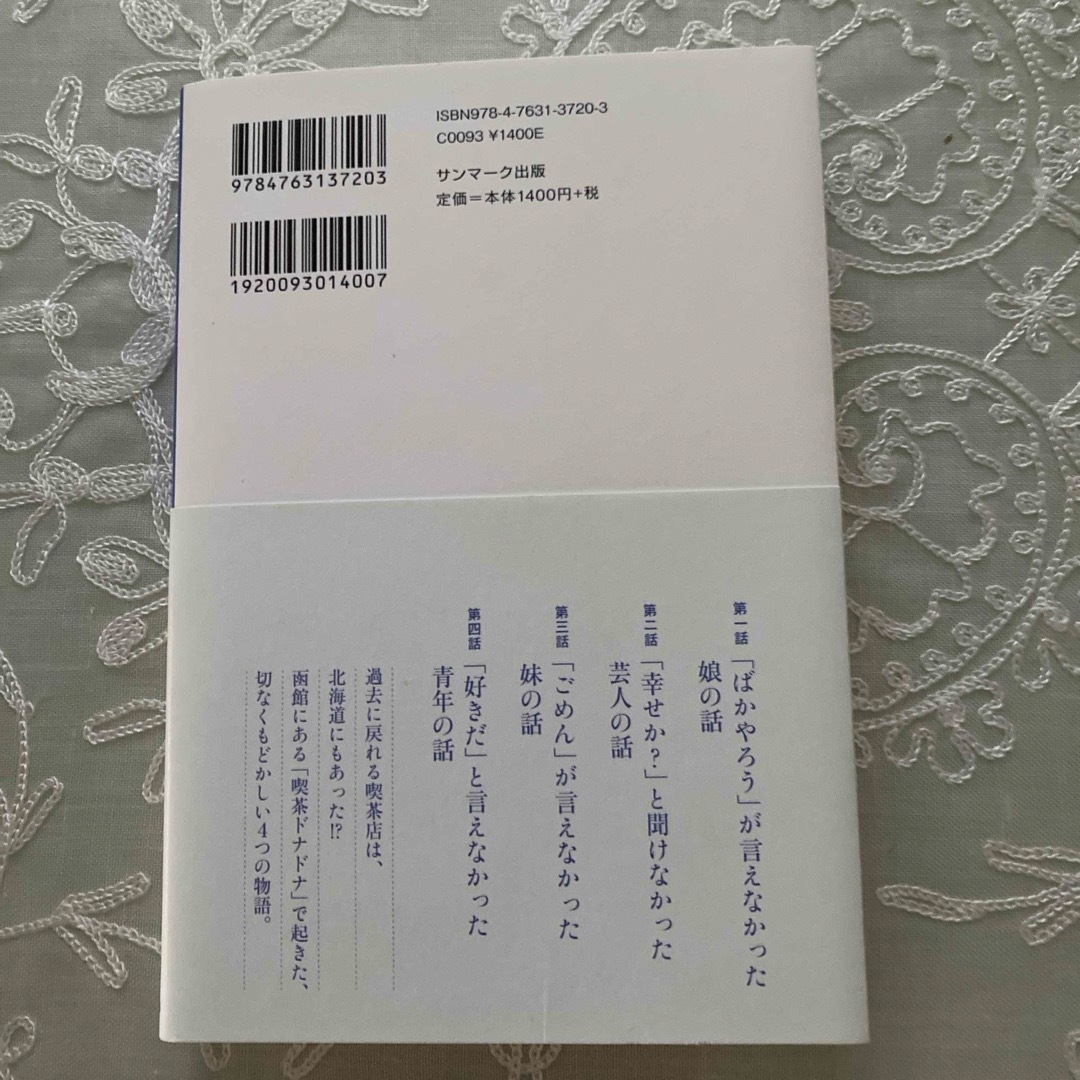 ISBN978-4-7631-3720-3
C0093 ¥1400E
サンマーク出版
定価＝本体1400円+税
9784763137203
1920093014007
第一話 「ばかやろう」が言えなかった
娘の話
第二話 「幸せか？」と聞けなかった
芸人の話
第三話 「ごめん」が言えなかった
妹の話
第四話 「好きだ」と言えなかった
青年の話
過去に戻れる喫茶店は、
北海道にもあった!?
函館にある「喫茶ドナドナ」で起きた、
切なくもどかしい4つの物語。